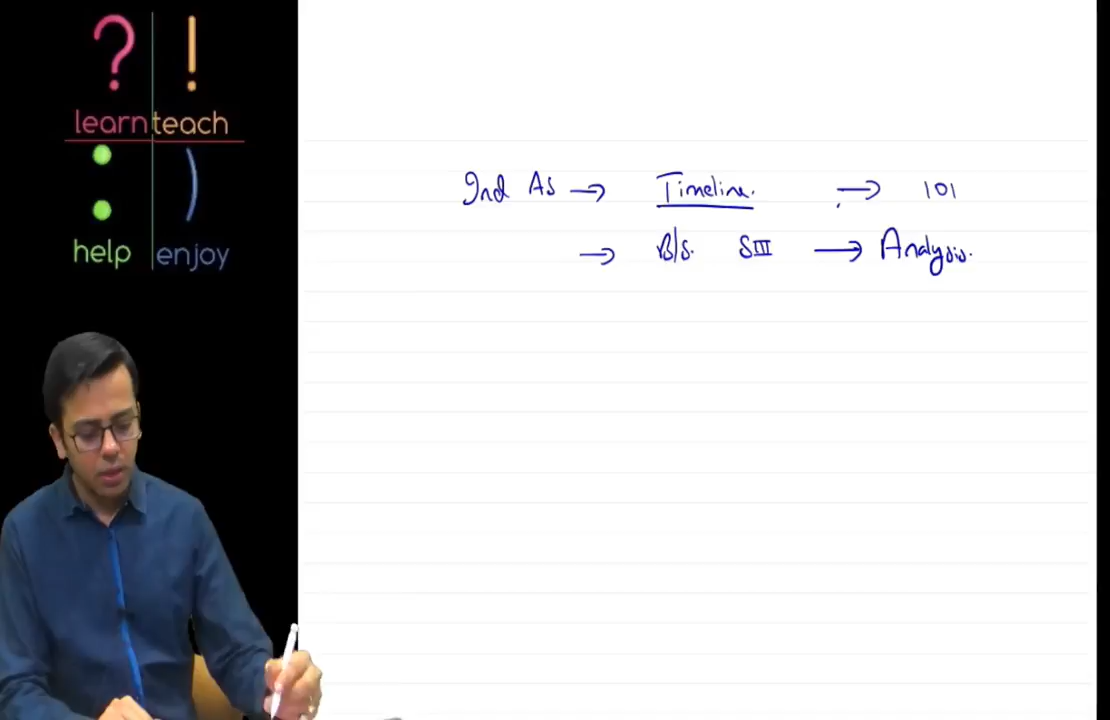 ? !
learn teach
: )
help enjoy
Ind AS → Timeline. → 101
→ B/s. SIII → Analysis.